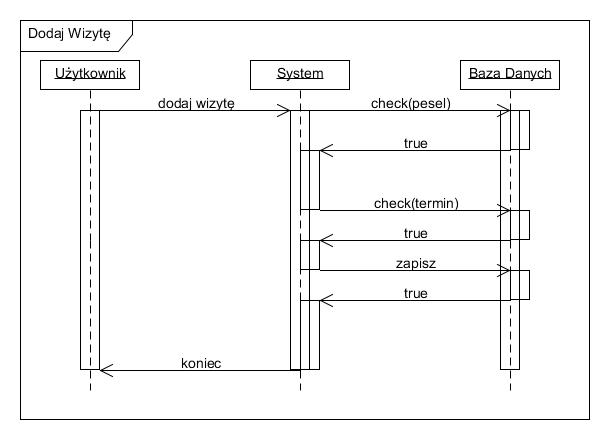 Dodaj Wizytę
Użytkownik
System
Baza Danych
dodaj wizytę
check(pesel)
true
check(termin)
true
zapisz
true
koniec